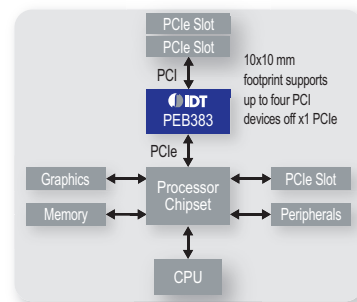 PCIe Slot
PCIe Slot
PCI
10x10 mm
footprint supports
up to four PCI
devices off x1 PCIe
IDT
PEB383
PCIe
Graphics
Processor
Chipset
PCIe Slot
Memory
Peripherals
CPU